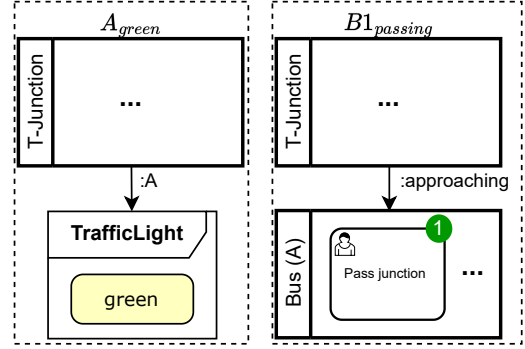 A_green
T-Junction
...
:A
TrafficLight
green
B1_passing
T-Junction
...
:approaching
Bus (A)
1
Pass junction
...